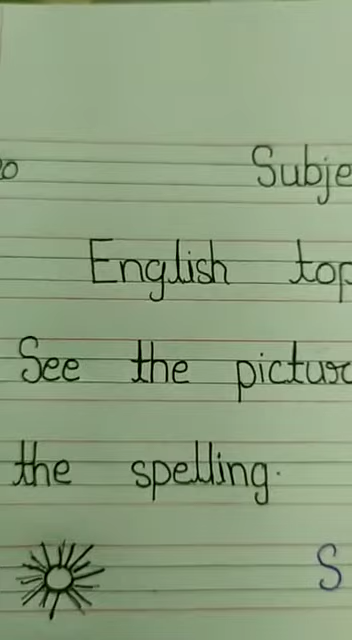 Subje
English top
See the pictur
the spelling.
S